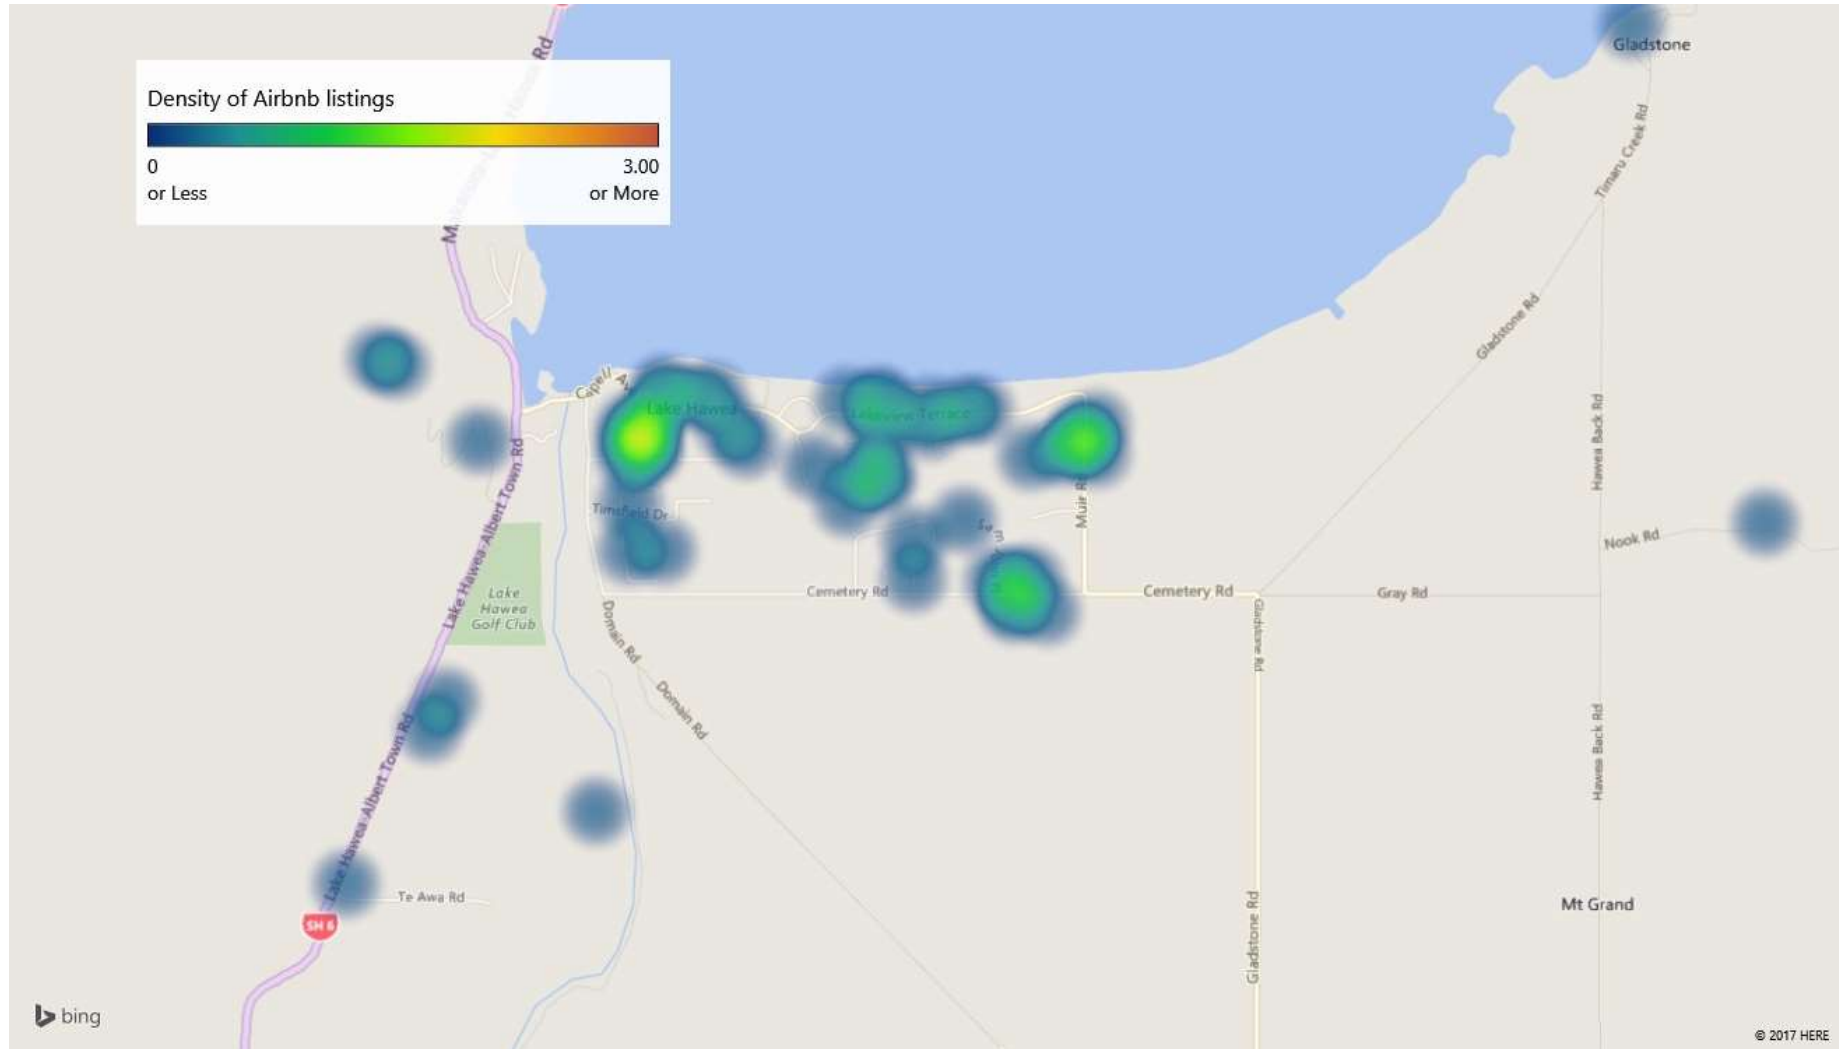 Gladstone
Rd
Density of Airbnb listings
0
3.00
or Less
or More
Timaru Creek Rd
Gladstone Rd
Capell Av
Lake Hawea
Lakeview Terrace
Hawea Back Rd
Lake Hawea-Albert Town Rd
Muir R
Timsfield Dr
Nook Rd
Lake
Hawea
Golf Club
Cemetery Rd
Cemetery Rd
Gray Rd
Domain Rd
Gladstone Rd
Domain Rd
Lake Hawea-Albert Town Rd
Hawea Back Rd
Te Awa Rd
Mt Grand
SH 6
Gladstone Rd
bing
© 2017 HERE